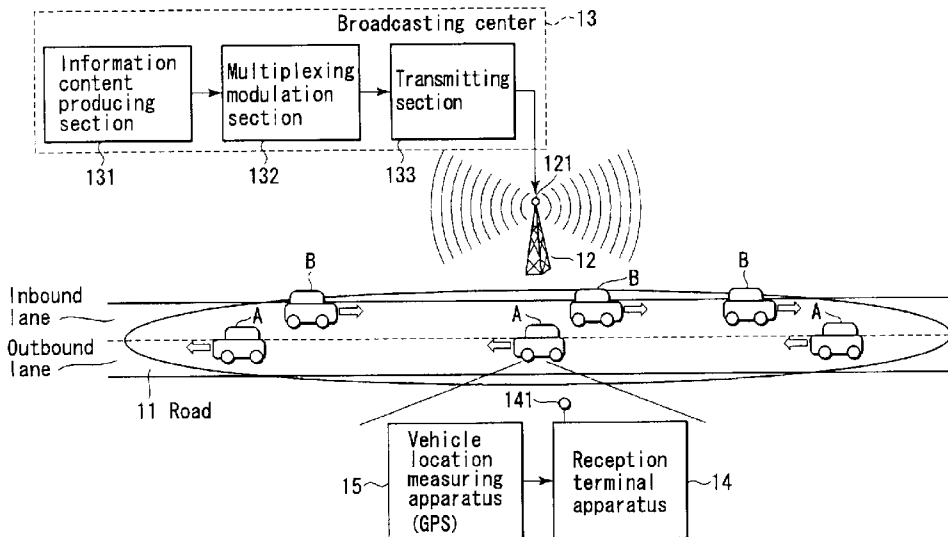 Broadcasting center
13
Information
content
producing
section
Multiplexing
modulation
section
Transmitting
section
131
132
133
121
12
B
B
B
Inbound
lane
A
A
A
Outbound
lane
11 Road
141
15
Vehicle
location
measuring
apparatus
(GPS)
Reception
terminal
apparatus
14